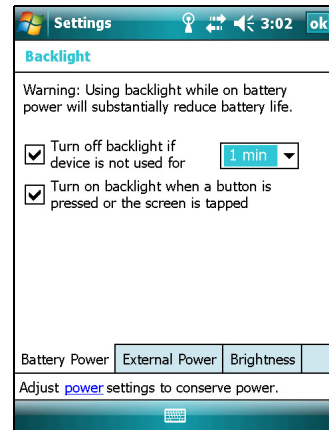 Settings 3:02 ok
Backlight
Warning: Using backlight while on battery
power will substantially reduce battery life.
Turn off backlight if
device is not used for 1 min
Turn on backlight when a button is
pressed or the screen is tapped
Battery Power External Power Brightness
Adjust power settings to conserve power.